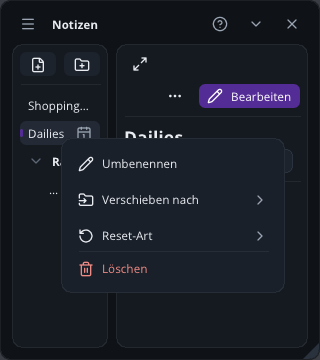 Notizen
Shopping...
Dailies
...
Bearbeiten
Dailies
Umbenennen
Verschieben nach
Reset-Art
Löschen